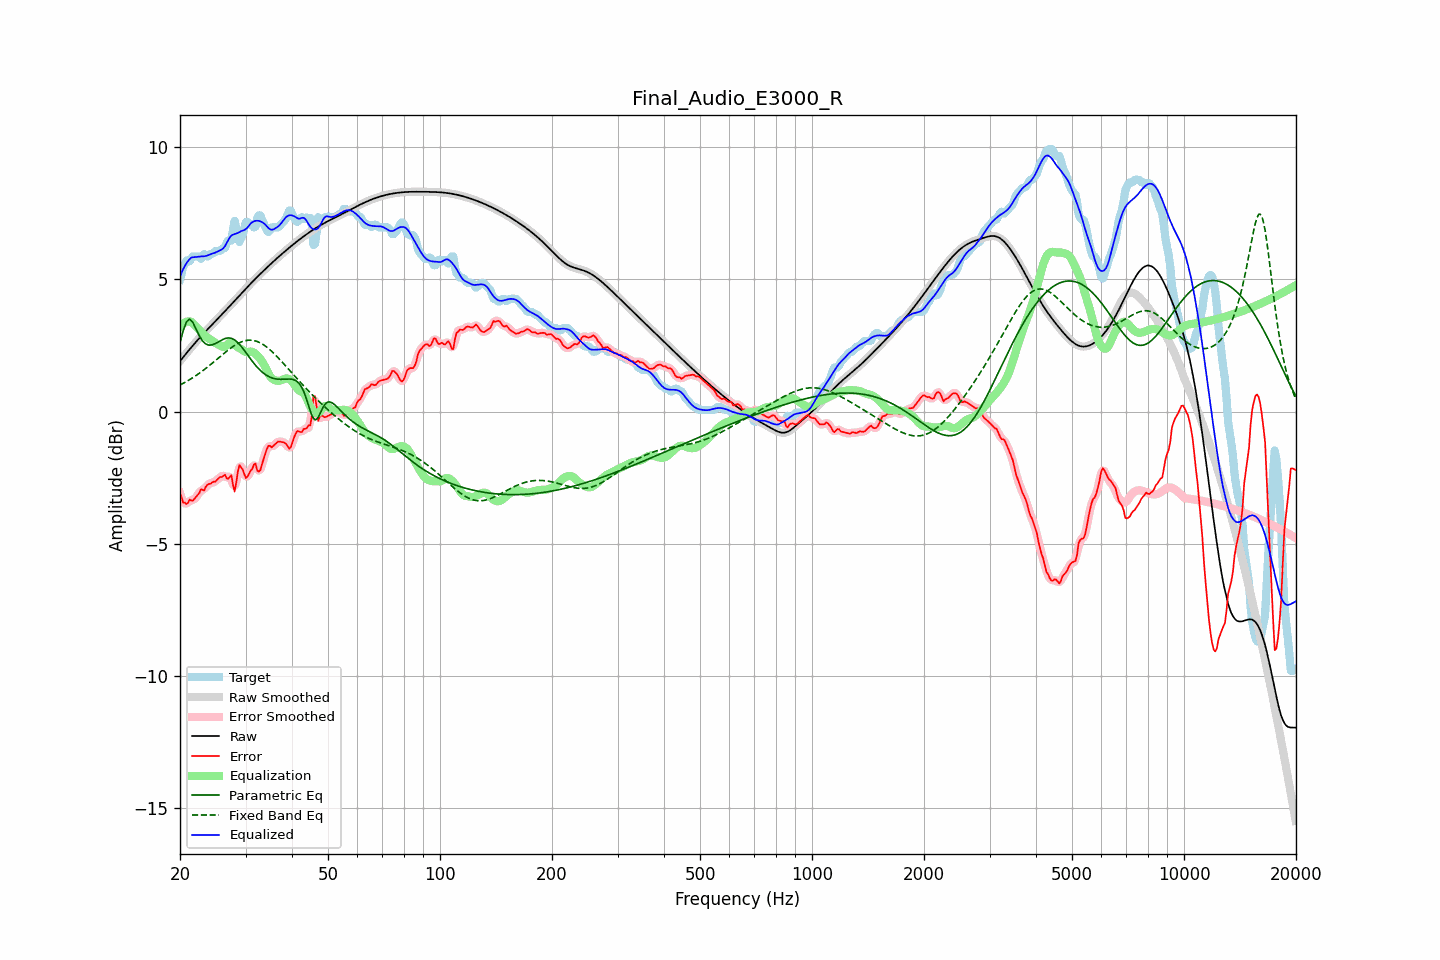 Final_Audio_E3000_R
10
5
0
−5
−10
−15
Amplitude (dBr)
Target
Raw Smoothed
Error Smoothed
Raw
Error
Equalization
Parametric Eq
Fixed Band Eq
Equalized
20 50 100 200 500 1000 2000 5000 10000 20000
Frequency (Hz)